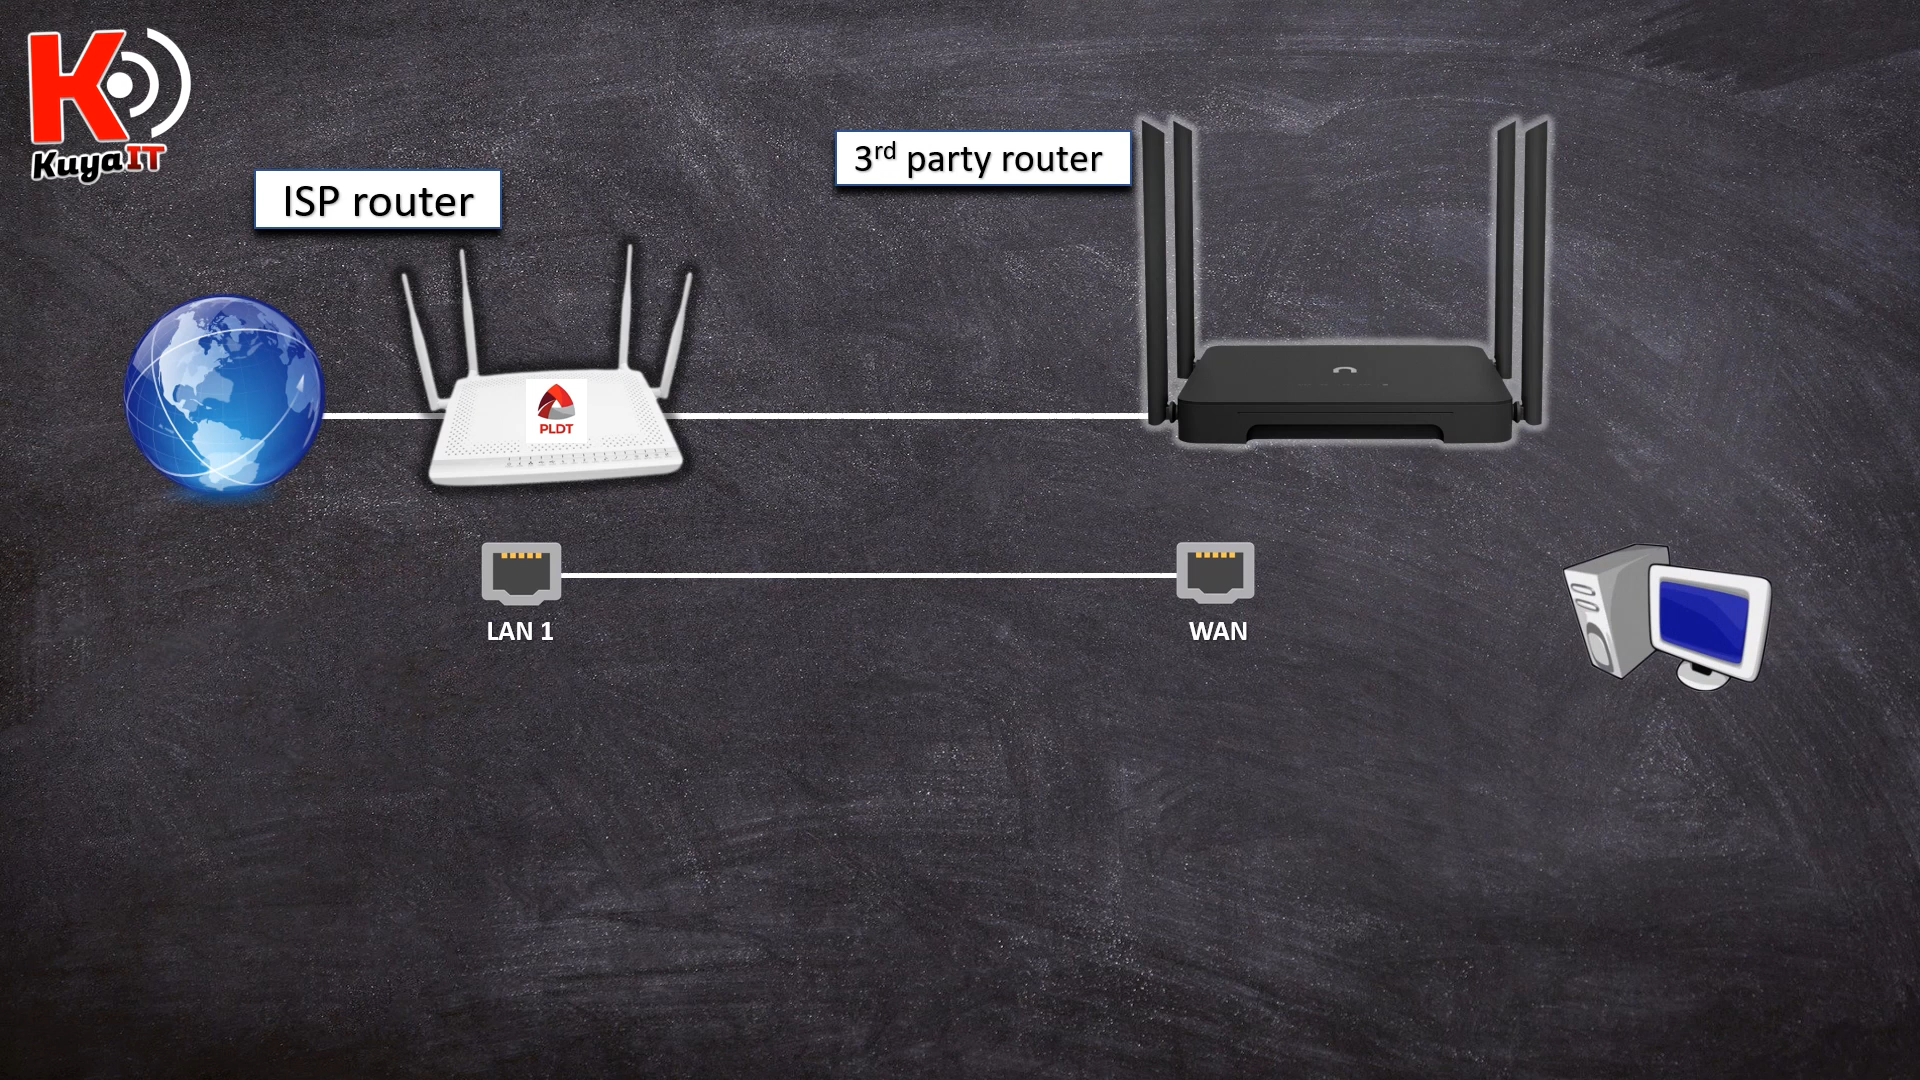 KuyaIT
ISP router
3rd party router
PLDT
LAN 1
WAN